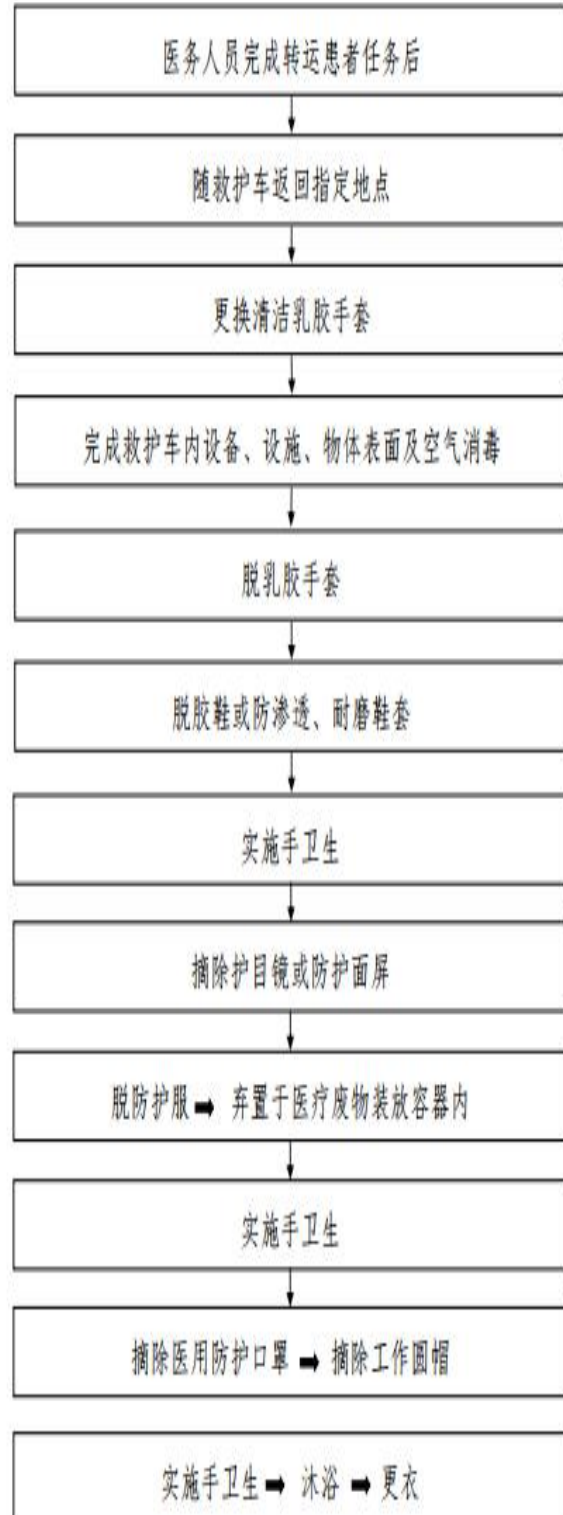 医务人员完成转运患者任务后
随救护车返回指定地点
更换清洁乳胶手套
完成救护车内设备、设施、物体表面及空气消毒
脱乳胶手套
脱胶鞋或防渗透、耐磨鞋套
实施手卫生
摘除护目镜或防护面屏
脱防护服➡ 弃置于医疗废物装放容器内
实施手卫生
摘除医用防护口罩 ➡ 摘除工作圆帽
实施手卫生➡ 沐浴 ➡ 更衣